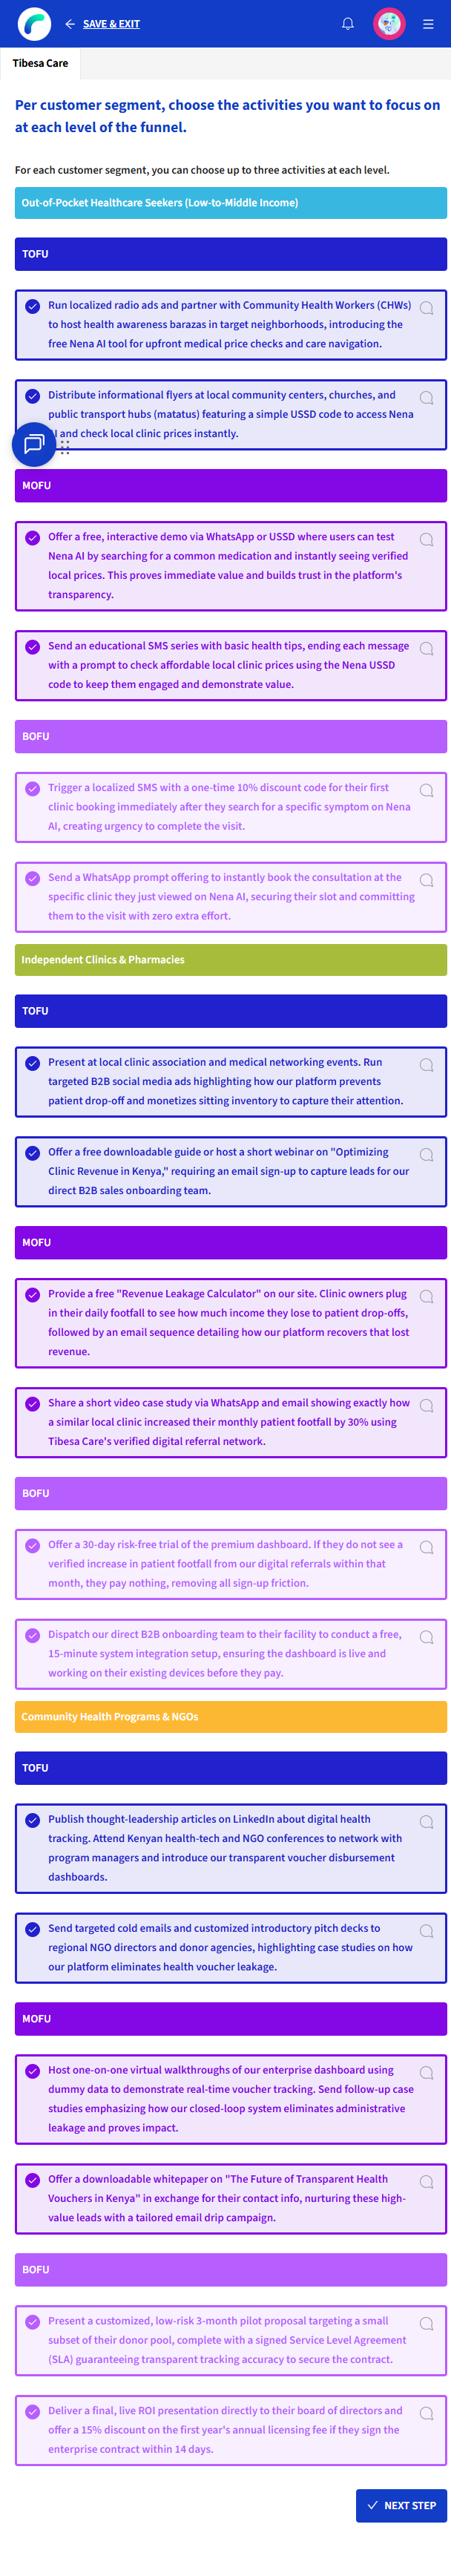 SAVE & EXIT
Tibesa Care
Per customer segment, choose the activities you want to focus on
at each level of the funnel.
For each customer segment, you can choose up to three activities at each level.
Out-of-Pocket Healthcare Seekers (Low-to-Middle Income)
TOFU
Run localized radio ads and partner with Community Health Workers (CHWs)
to host health awareness barazas in target neighborhoods, introducing the
free Nena AI tool for upfront medical price checks and care navigation.
Distribute informational flyers at local community centers, churches, and
public transport hubs (matatus) featuring a simple USSD code to access Nena
and check local clinic prices instantly.
MOFU
Offer a free, interactive demo via WhatsApp or USSD where users can test
Nena AI by searching for a common medication and instantly seeing verified
local prices. This proves immediate value and builds trust in the platform's
transparency.
Send an educational SMS series with basic health tips, ending each message
with a prompt to check affordable local clinic prices using the Nena USSD
code to keep them engaged and demonstrate value.
BOFU
Trigger a localized SMS with a one-time 10% discount code for their first
clinic booking immediately after they search for a specific symptom on Nena
AI, creating urgency to complete the visit.
Send a WhatsApp prompt offering to instantly book the consultation at the
specific clinic they just viewed on Nena AI, securing their slot and committing
them to the visit with zero extra effort.
Independent Clinics & Pharmacies
TOFU
Present at local clinic association and medical networking events. Run
targeted B2B social media ads highlighting how our platform prevents
patient drop-off and monetizes sitting inventory to capture their attention.
Offer a free downloadable guide or host a short webinar on "Optimizing
Clinic Revenue in Kenya," requiring an email sign-up to capture leads for our
direct B2B sales onboarding team.
MOFU
Provide a free "Revenue Leakage Calculator" on our site. Clinic owners plug
in their daily footfall to see how much income they lose to patient drop-offs,
followed by an email sequence detailing how our platform recovers that lost
revenue.
Share a short video case study via WhatsApp and email showing exactly how
a similar local clinic increased their monthly patient footfall by 30% using
Tibesa Care's verified digital referral network.
BOFU
Offer a 30-day risk-free trial of the premium dashboard. If they do not see a
verified increase in patient footfall from our digital referrals within that
month, they pay nothing, removing all sign-up friction.
Dispatch our direct B2B onboarding team to their facility to conduct a free,
15-minute system integration setup, ensuring the dashboard is live and
working on their existing devices before they pay.
Community Health Programs & NGOs
TOFU
Publish thought-leadership articles on LinkedIn about digital health
tracking. Attend Kenyan health-tech and NGO conferences to network with
program managers and introduce our transparent voucher disbursement
dashboards.
Send targeted cold emails and customized introductory pitch decks to
regional NGO directors and donor agencies, highlighting case studies on how
our platform eliminates health voucher leakage.
MOFU
Host one-on-one virtual walkthroughs of our enterprise dashboard using
dummy data to demonstrate real-time voucher tracking. Send follow-up case
studies emphasizing how our closed-loop system eliminates administrative
leakage and proves impact.
Offer a downloadable whitepaper on "The Future of Transparent Health
Vouchers in Kenya" in exchange for their contact info, nurturing these high-
value leads with a tailored email drip campaign.
BOFU
Present a customized, low-risk 3-month pilot proposal targeting a small
subset of their donor pool, complete with a signed Service Level Agreement
(SLA) guaranteeing transparent tracking accuracy to secure the contract.
Deliver a final, live ROI presentation directly to their board of directors and
offer a 15% discount on the first year's annual licensing fee if they sign the
enterprise contract within 14 days.
NEXT STEP